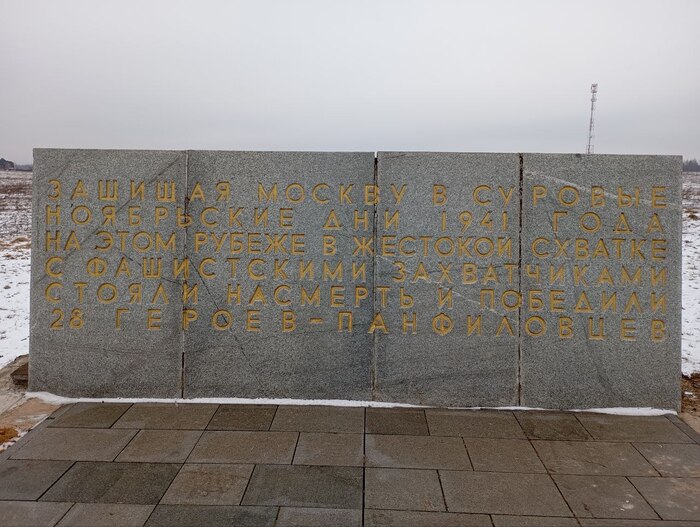 ЗАЩИЩАЯ МОСКВУ В СУРОВЫЕ
НОЯБРЬСКИЕ ДНИ 1941 ГОДА
НА ЭТОМ РУБЕЖЕ В ЖЕСТОКОЙ СХВАТКЕ
С ФАШИСТСКИМИ ЗАХВАТЧИКАМИ
СТОЯЛИ НАСМЕРТЬ И ПОБЕДИЛИ
28 ГЕРОЕВ-ПАНФИЛОВЦЕВ